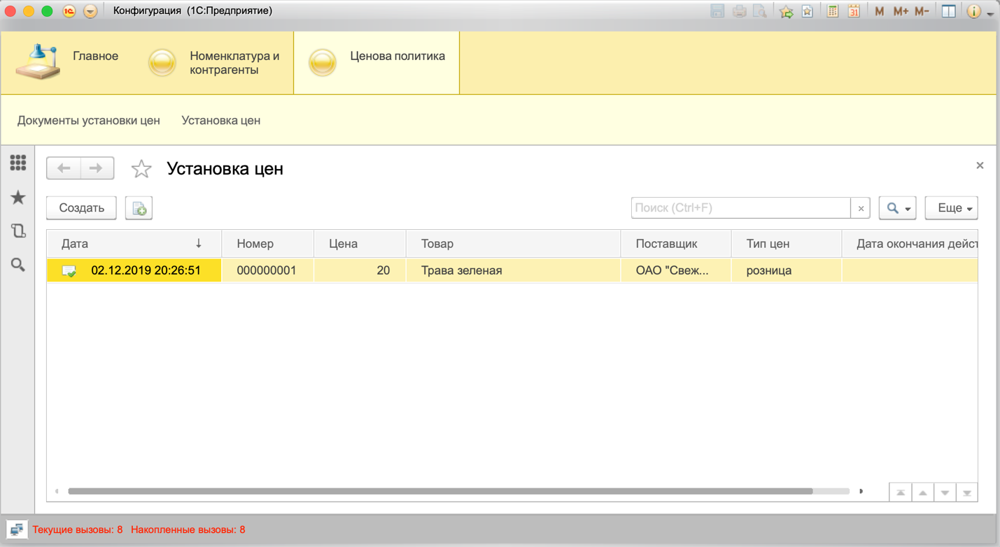 Конфигурация (1С:Предприятие)
31 M M+ M-
Главное
Номенклатура и
контрагенты
Ценова политика
Документы установки цен Установка цен
Установка цен
Создать Поиск (Ctrl+F) × Еще
Дата ↓ Номер Цена Товар Поставщик Тип цен Дата окончания дейст
02.12.2019 20:26:51 000000001 20 Трава зеленая ОАО "Свеж... розница
Текущие вызовы: 8 Накопленные вызовы: 8